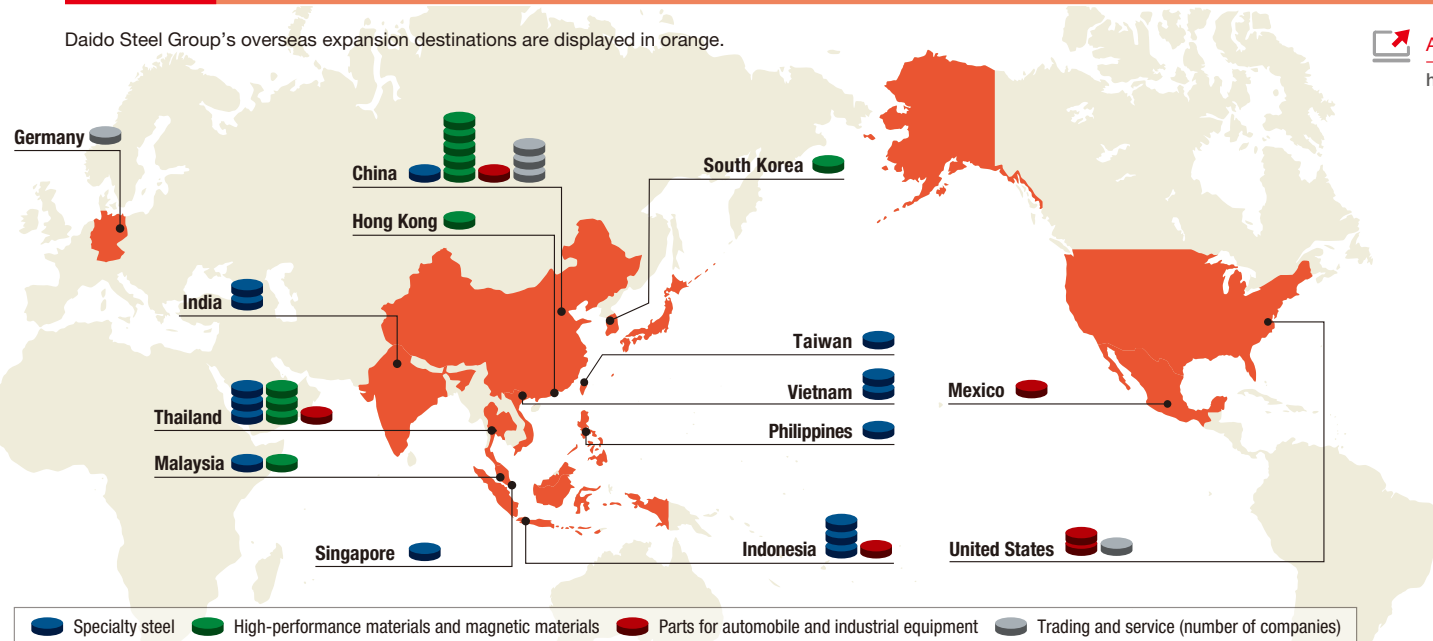 Daido Steel Group's overseas expansion destinations are displayed in orange.
Germany
China
South Korea
Hong Kong
India
Taiwan
Vietnam
Mexico
Thailand
Philippines
Malaysia
Singapore
Indonesia
United States
Specialty steel
High-performance materials and magnetic materials
Parts for automobile and industrial equipment
Trading and service (number of companies)